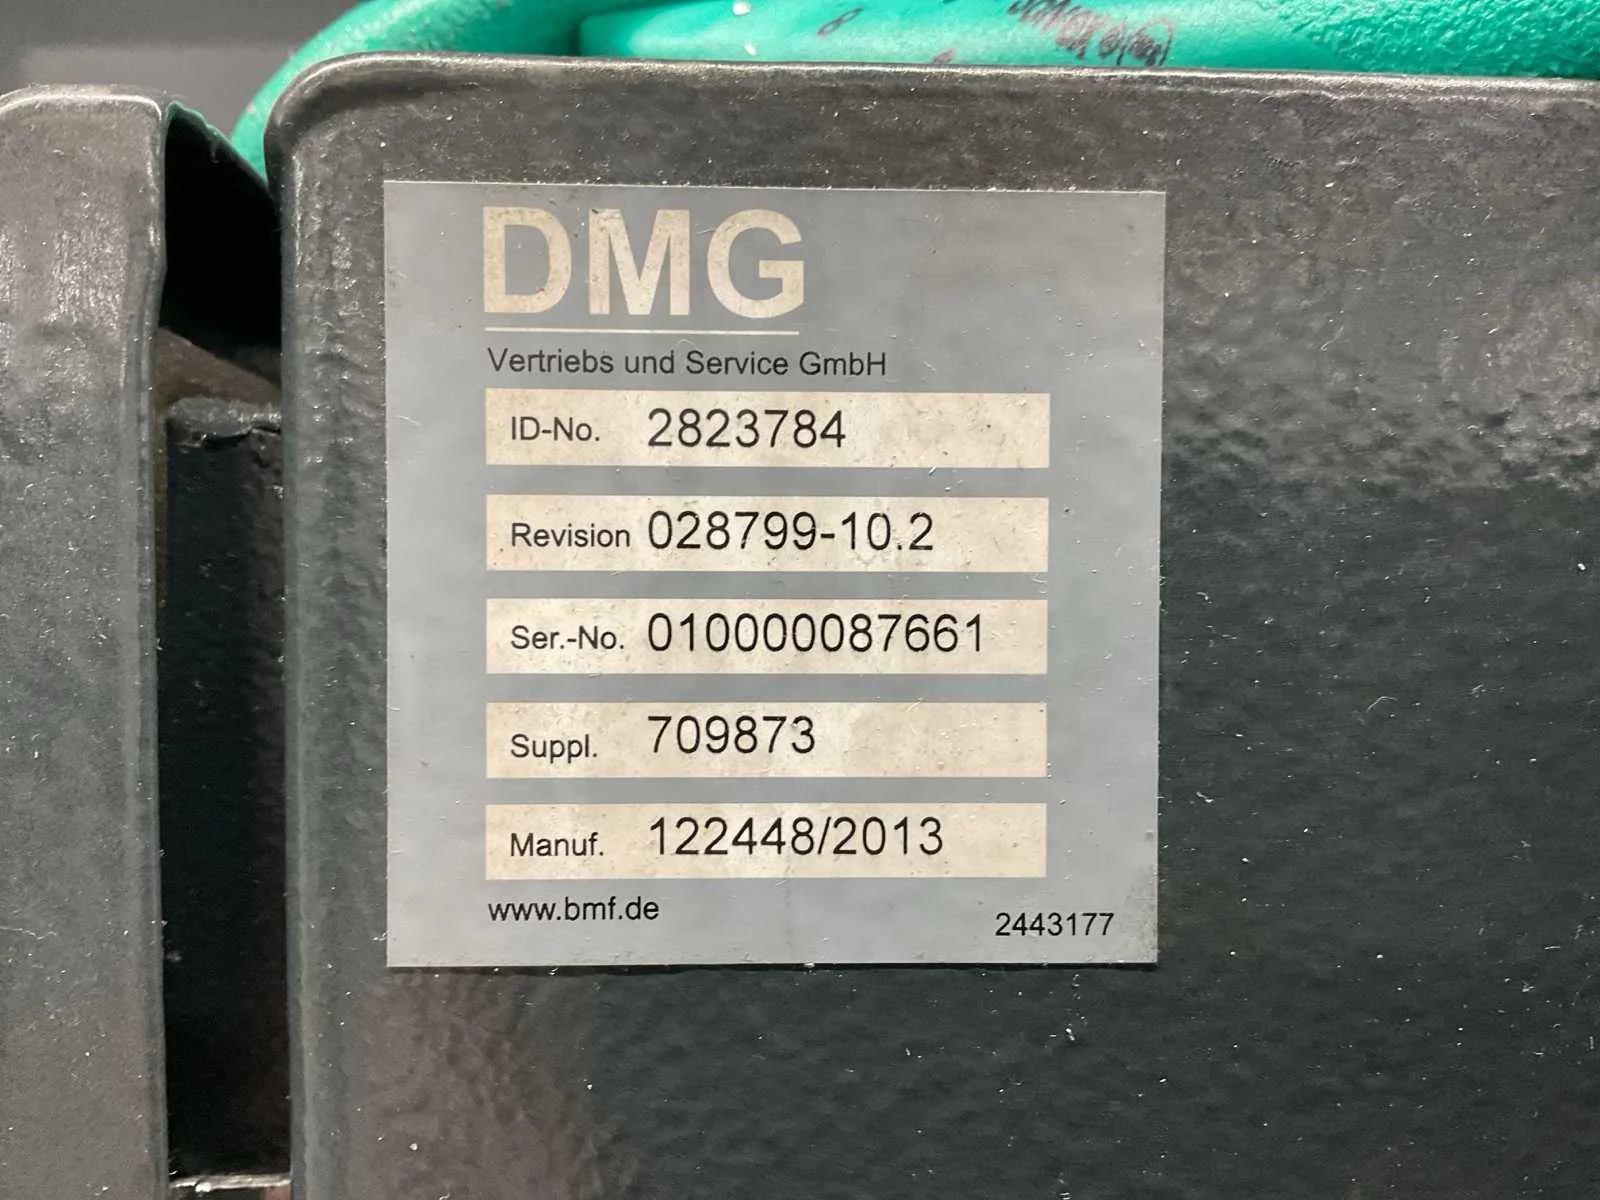 DMG
Vertriebs und Service GmbH
ID-No. 2823784
Revision 028799-10.2
Ser.-No. 010000087661
Suppl. 709873
Manuf. 122448/2013
www.bmf.de
2443177